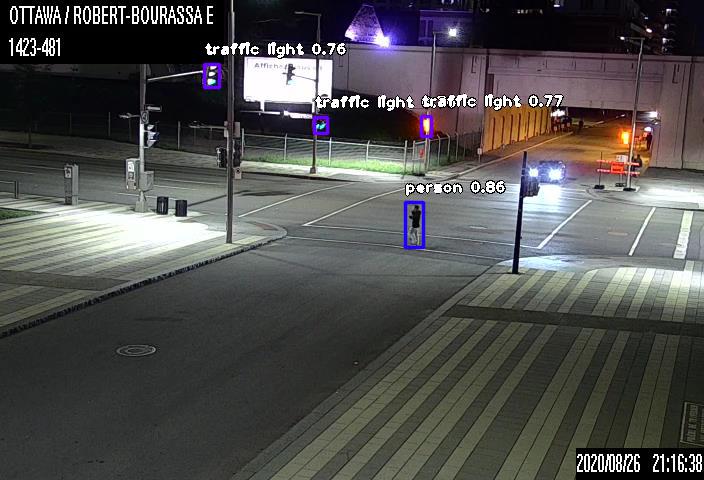 OTTAWA / ROBERT-BOURASSA E
1423-481
traffic light 0.76
traffic light
traffic light 0.77
person 0.86
2020/08/26 21:16:38